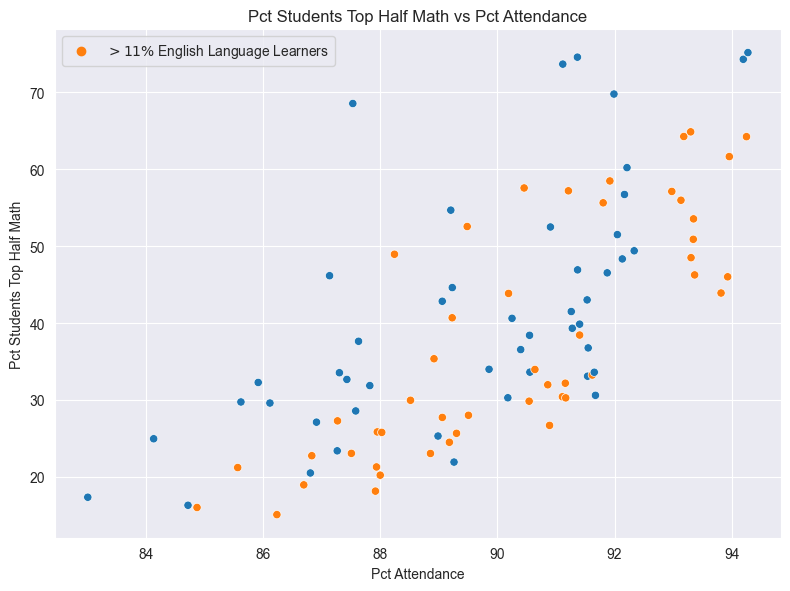 Pct Students Top Half Math vs Pct Attendance
> 11% English Language Learners
70
60
50
40
30
20
Pct Students Top Half Math
84 86 88 90 92 94
Pct Attendance